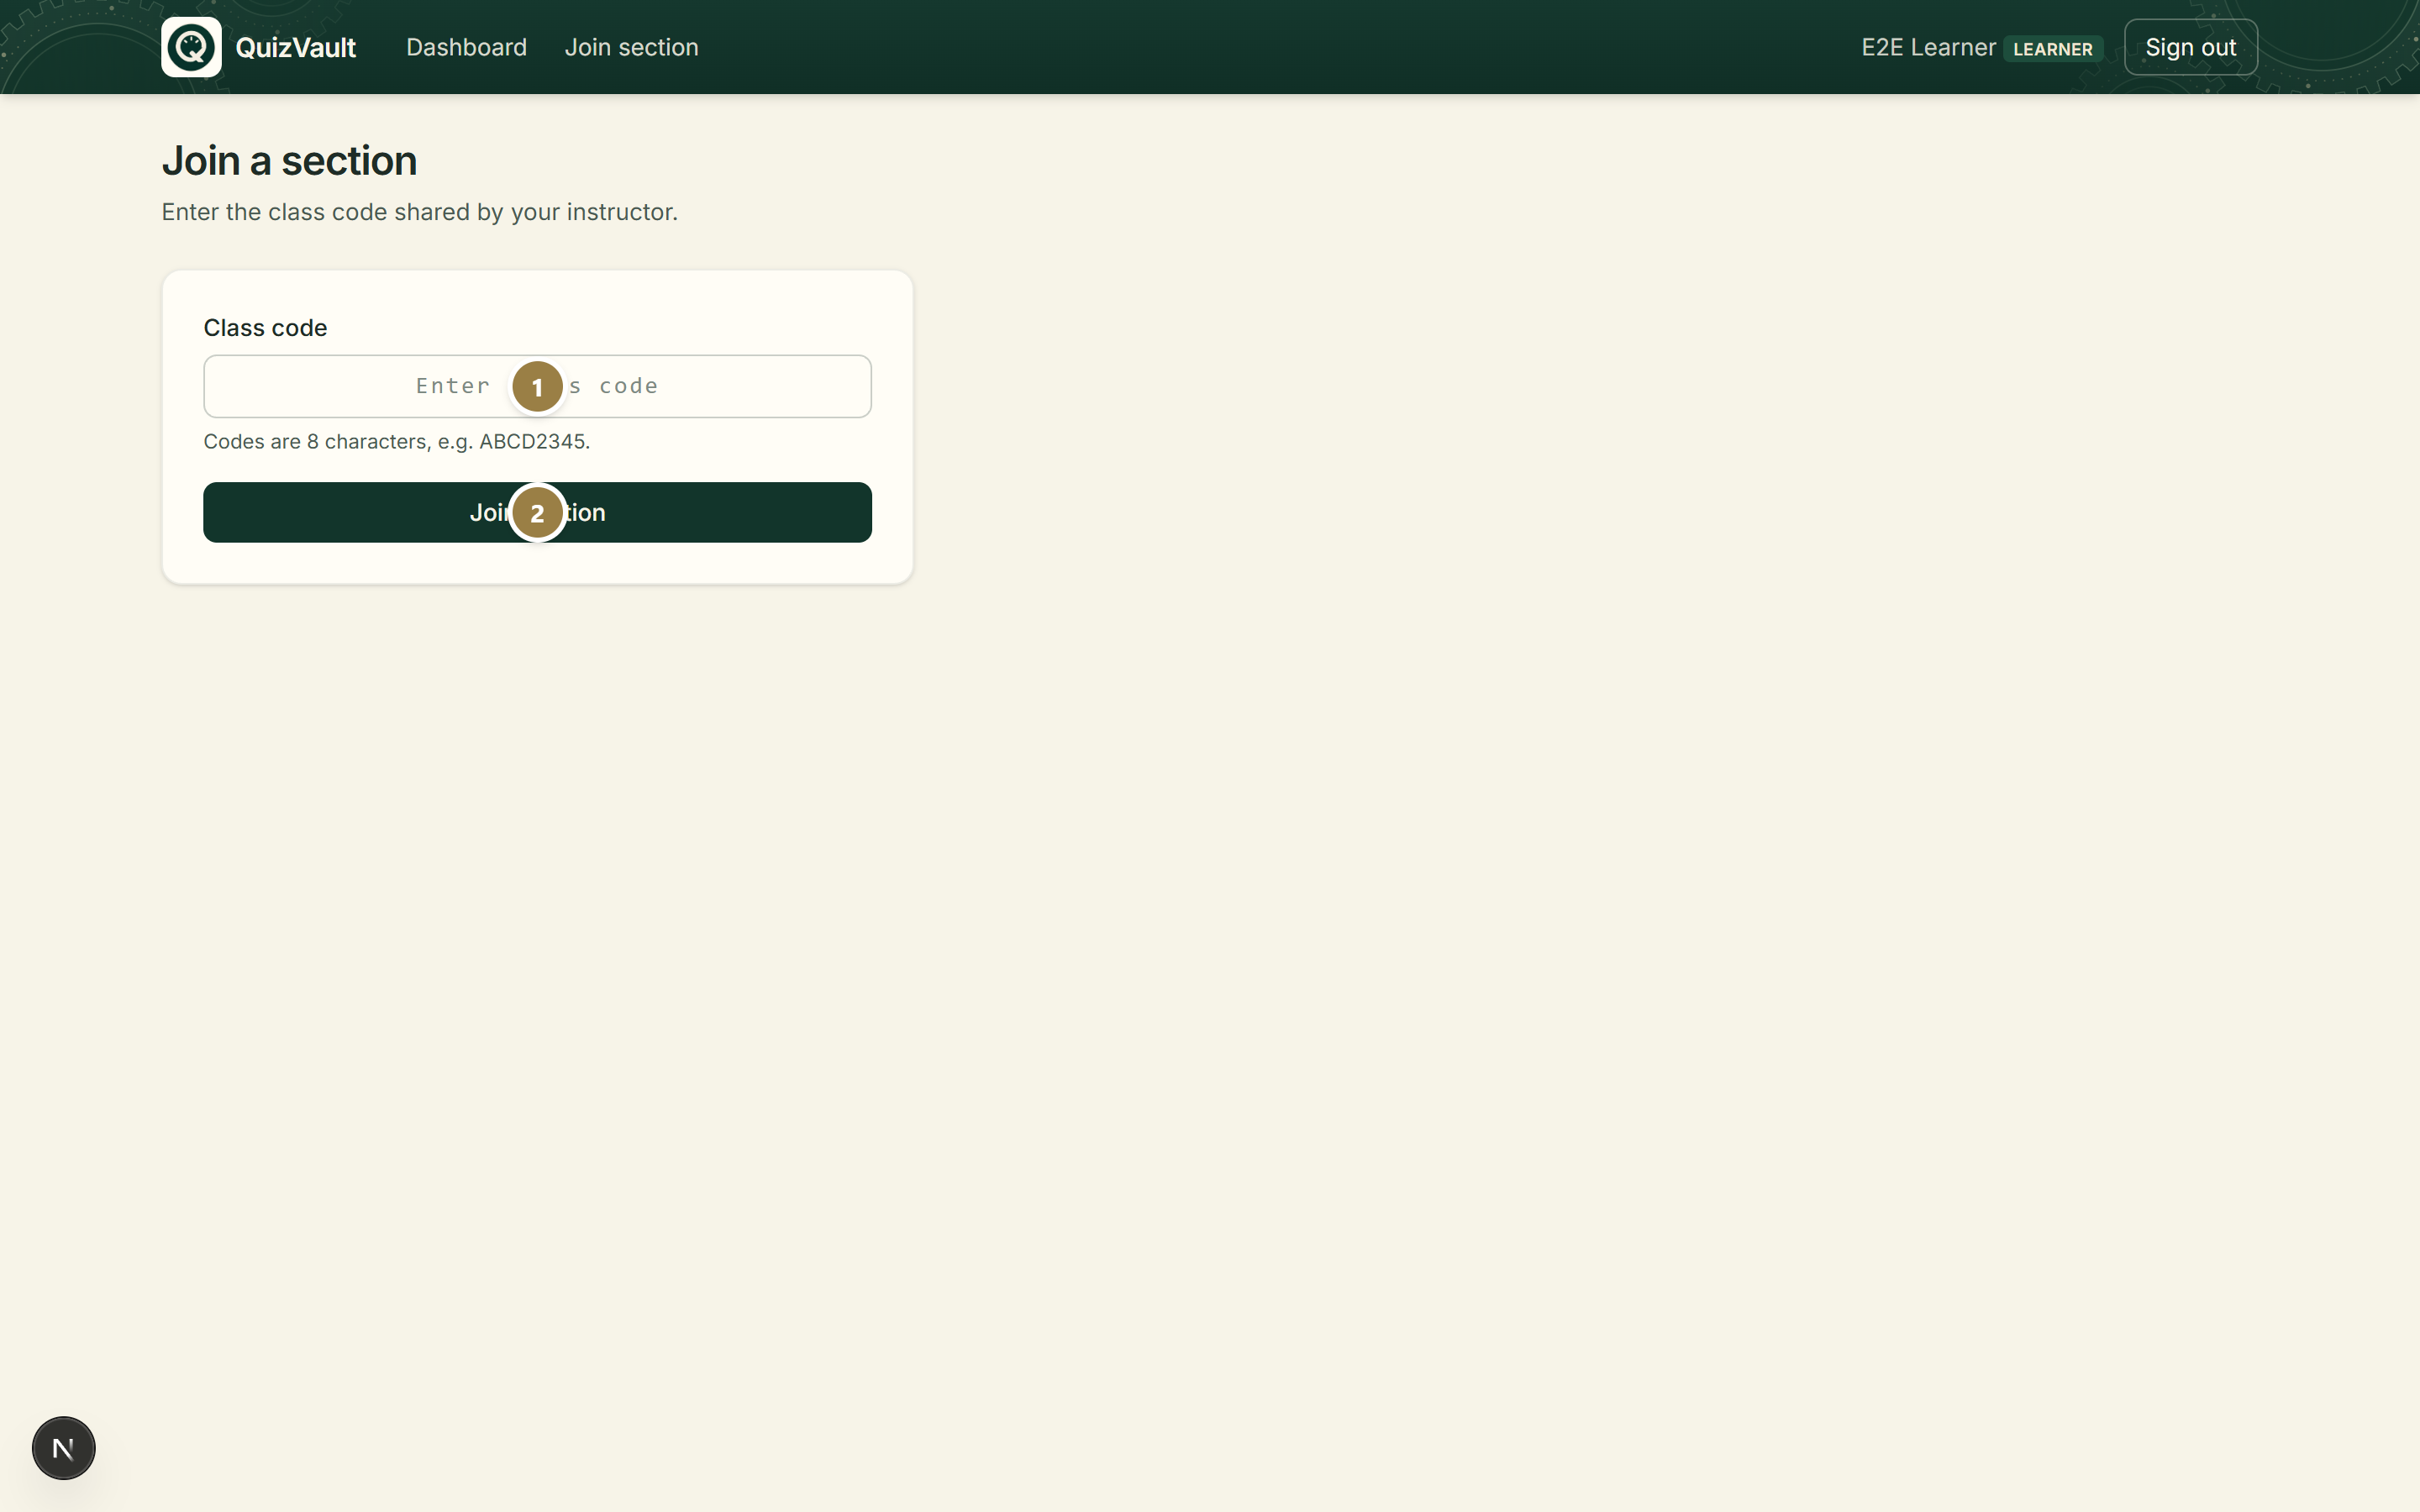 QuizVault Dashboard Join section E2E Learner LEARNER Sign out
Join a section
Enter the class code shared by your instructor.
Class code
Enter 1 s code
Codes are 8 characters, e.g. ABCD2345.
2
N